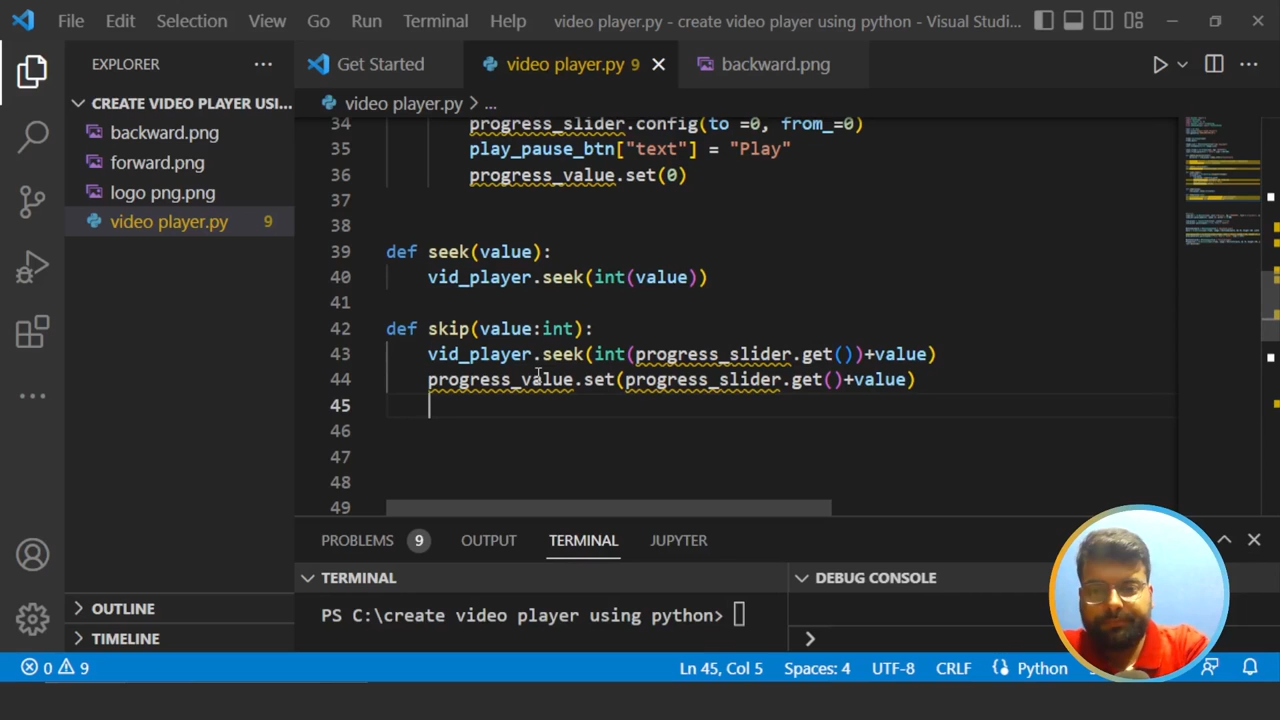 File Edit Selection View Go Run Terminal Help video player.py - create video player using python - Visual Studi...
EXPLORER ...
Get Started video player.py 9 backward.png
CREATE VIDEO PLAYER USI...
video player.py > ...
backward.png
forward.png
logo png.png
video player.py 9
34 progress_slider.config(to =0, from_=0)
35 play_pause_btn["text"] = "Play"
36 progress_value.set(0)
37
38
39 def seek(value):
40 vid_player.seek(int(value))
41
42 def skip(value:int):
43 vid_player.seek(int(progress_slider.get())+value)
44 progress_value.set(progress_slider.get()+value)
45
46
47
48
49
PROBLEMS 9 OUTPUT TERMINAL JUPYTER
TERMINAL DEBUG CONSOLE
PS C:\create video player using python>
>
OUTLINE
TIMELINE
0 9 Ln 45, Col 5 Spaces: 4 UTF-8 CRLF Python